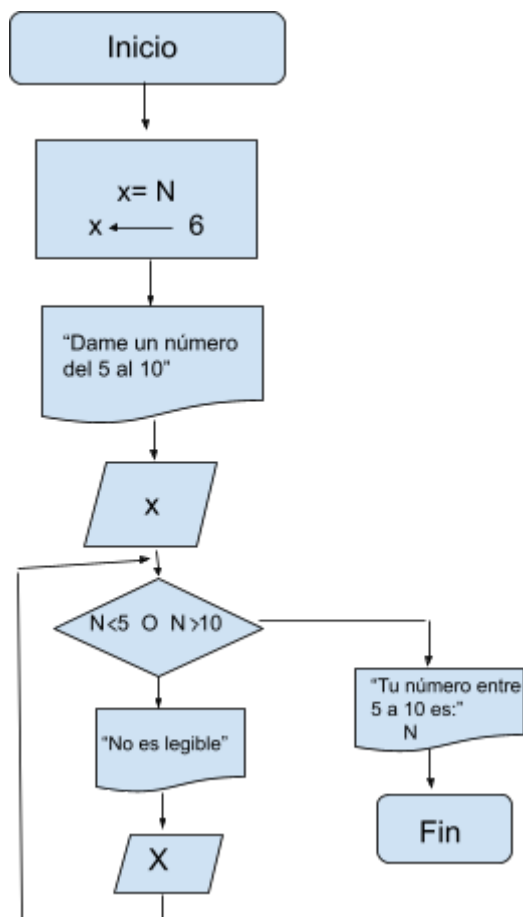 Inicio
x= N
x ← 6
“Dame un número
del 5 al 10”
x
N<5 O N>10
“No es legible”
X
“Tu número entre
5 a 10 es:”
N
Fin